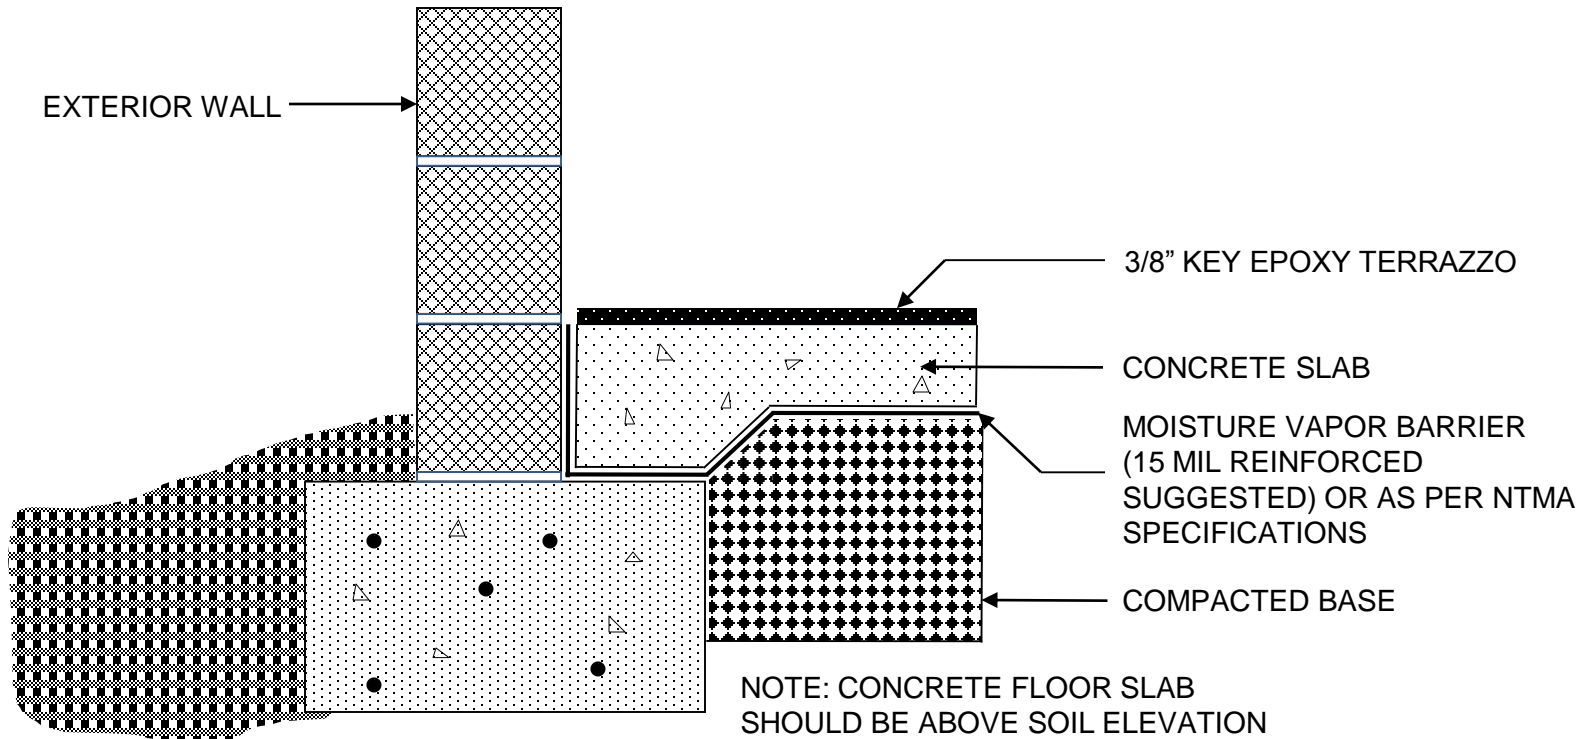 EXTERIOR WALL
3/8” KEY EPOXY TERRAZZO
CONCRETE SLAB
MOISTURE VAPOR BARRIER
(15 MIL REINFORCED
SUGGESTED) OR AS PER NTMA
SPECIFICATIONS
COMPACTED BASE
NOTE: CONCRETE FLOOR SLAB
SHOULD BE ABOVE SOIL ELEVATION